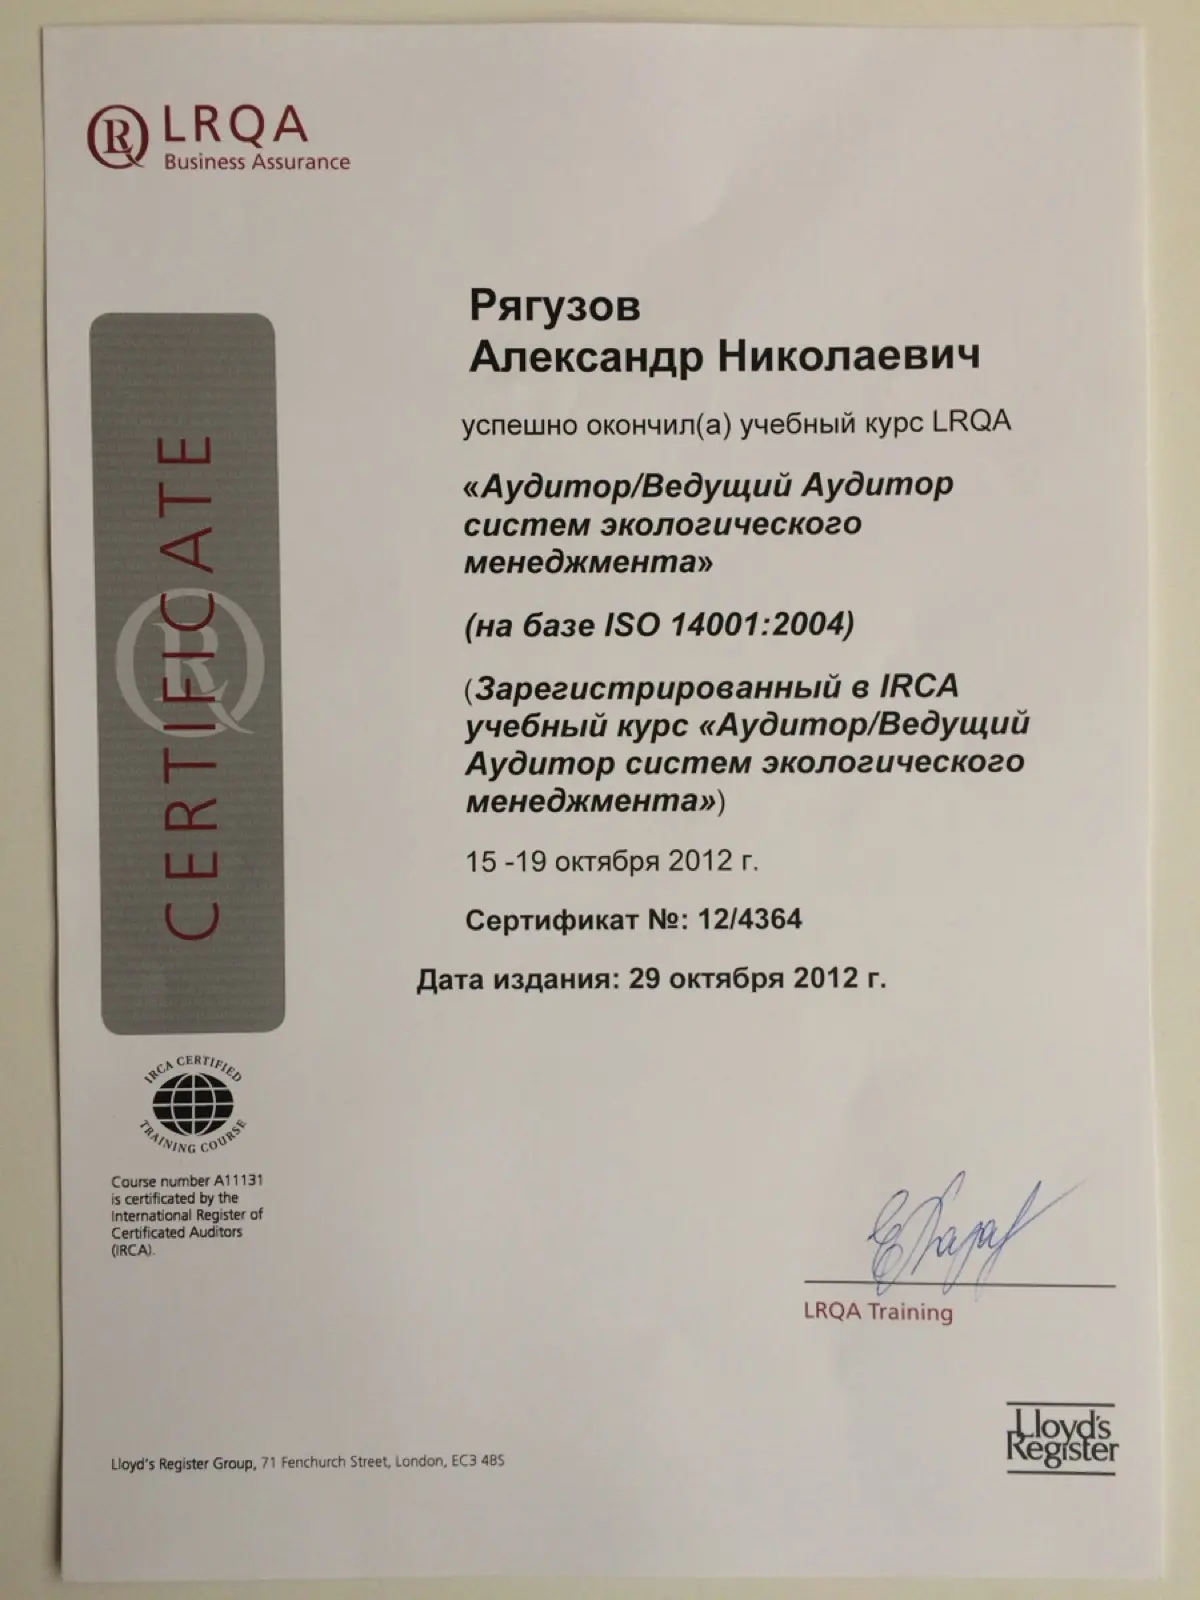 LRQA
Business Assurance
Рягузов
Александр Николаевич
успешно окончил(а) учебный курс LRQA
«Аудитор/Ведущий Аудитор
систем экологического
менеджмента»
(на базе ISO 14001:2004)
(Зарегистрированный в IRCA
учебный курс «Аудитор/Ведущий
Аудитор систем экологического
менеджмента»)
15 -19 октября 2012 г.
Сертификат №: 12/4364
Дата издания: 29 октября 2012 г.
CERTIFICATE
IRCA CERTIFIED
TRAINING COURSE
Course number A11131
is certificated by the
International Register of
Certificated Auditors
(IRCA).
LRQA Training
Lloyd's Register Group, 71 Fenchurch Street, London, EC3 4BS
Lloyd's
Register